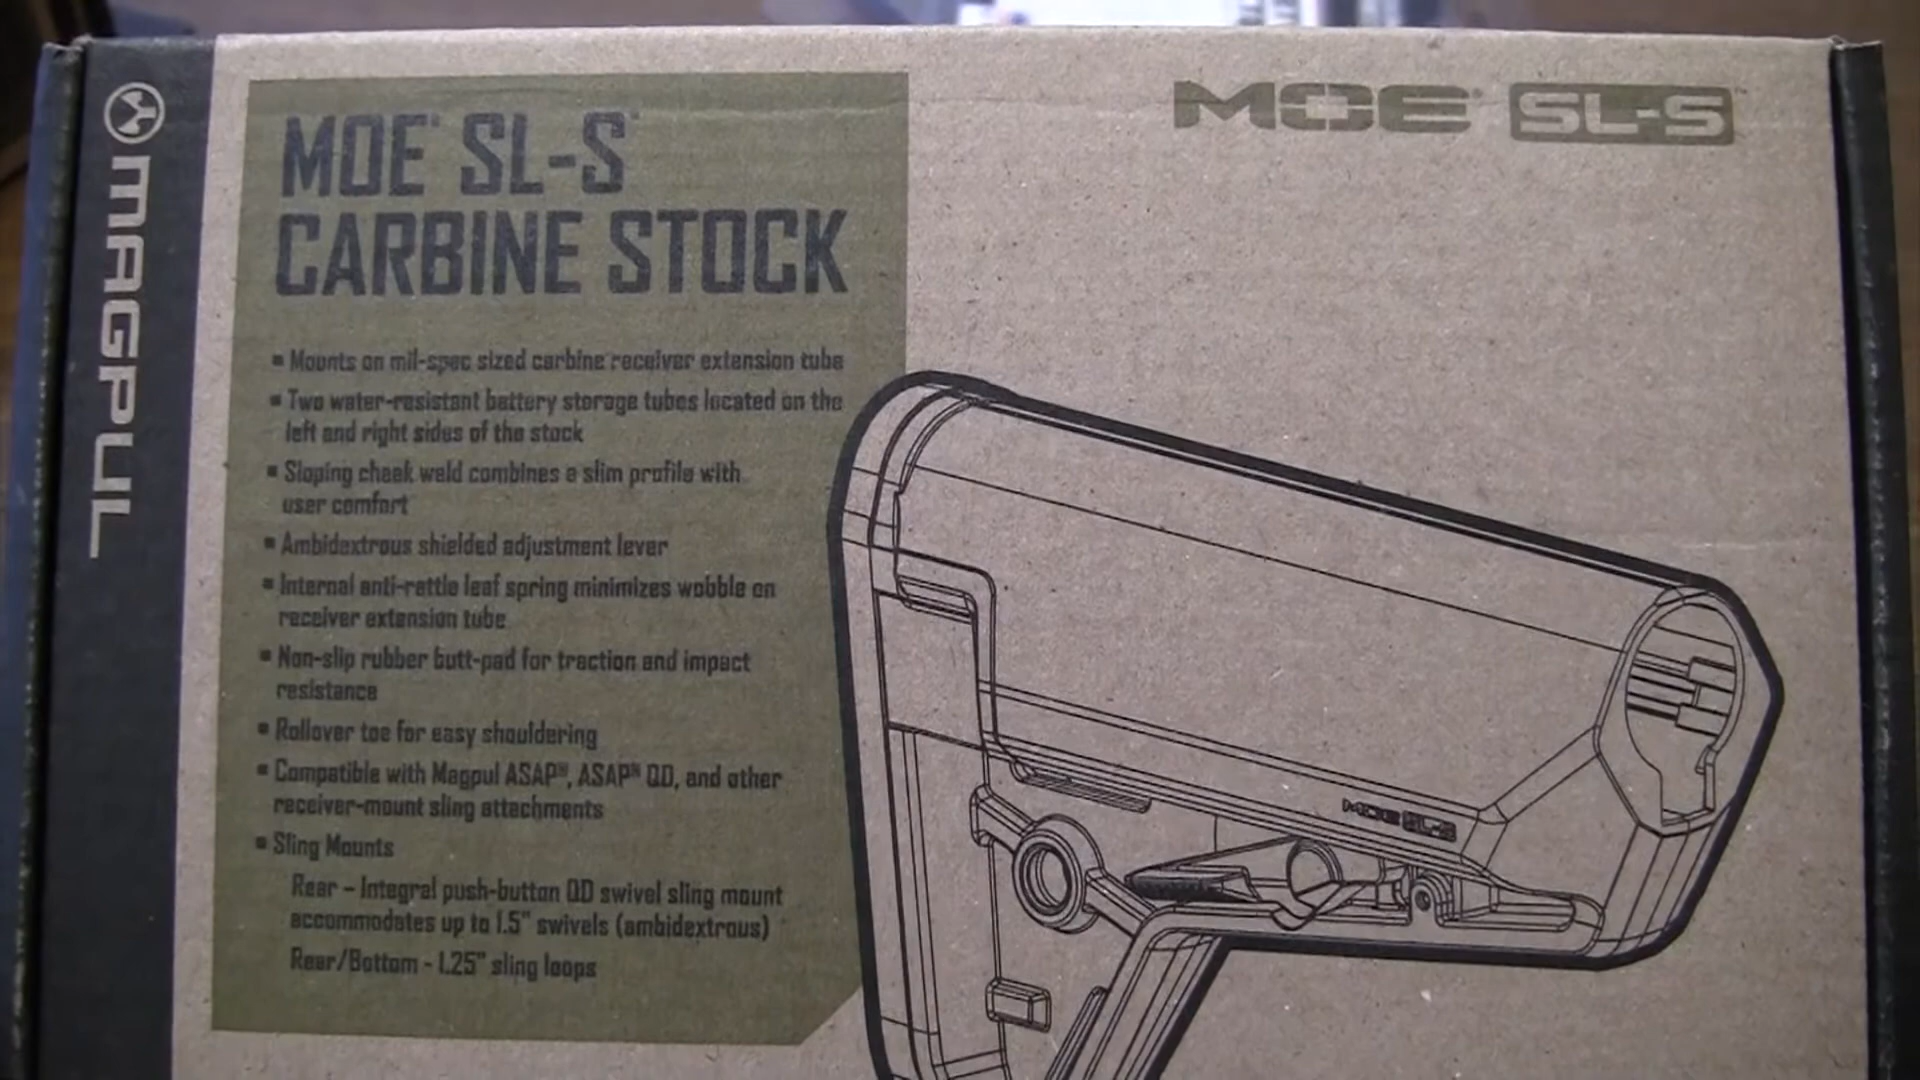 MAGPUL
MOE® SL-S™
CARBINE STOCK
▪ Mounts on mil-spec sized carbine receiver extension tube
▪ Two water-resistant battery storage tubes located on the
left and right sides of the stock
▪ Sloping cheek weld combines a slim profile with
user comfort
▪ Ambidextrous shielded adjustment lever
▪ Internal anti-rattle leaf spring minimizes wobble on
receiver extension tube
▪ Non-slip rubber butt-pad for traction and impact
resistance
▪ Rollover toe for easy shouldering
▪ Compatible with Magpul ASAP®, ASAP® QD, and other
receiver-mount sling attachments
▪ Sling Mounts
Rear – Integral push-button QD swivel sling mount
accommodates up to 1.5" swivels (ambidextrous)
Rear/Bottom - 1.25" sling loops
MOE® SL-S
MOE SL-S